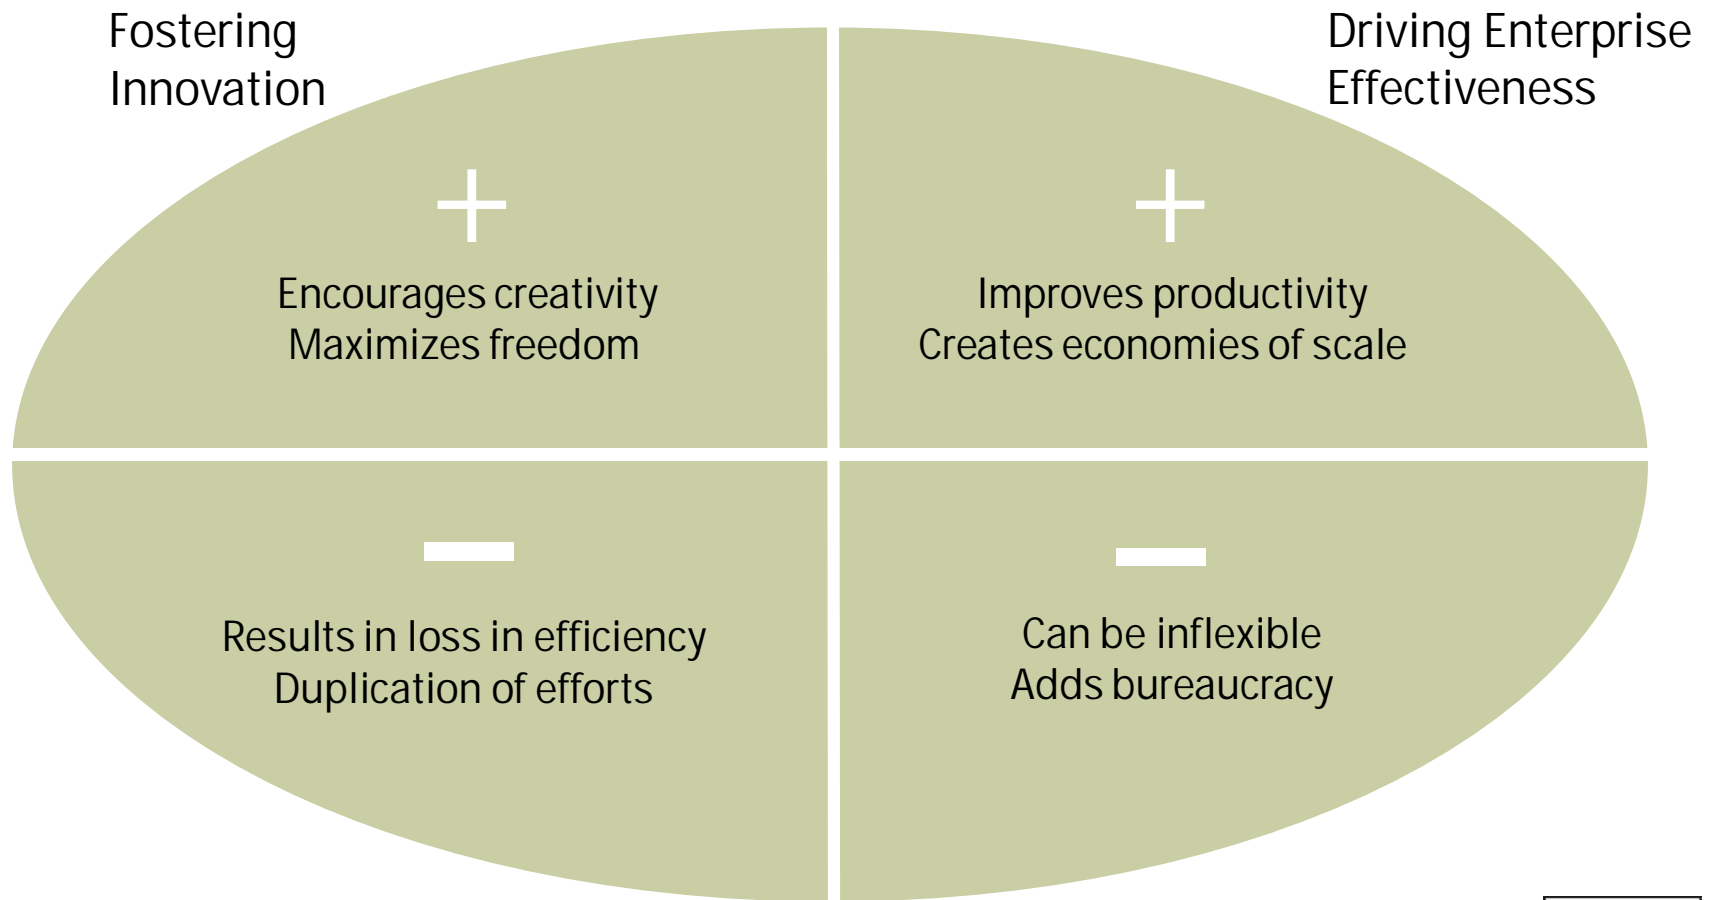 Fostering
Innovation
Driving Enterprise
Effectiveness
+
Encourages creativity
Maximizes freedom
+
Improves productivity
Creates economies of scale
–
Results in loss in efficiency
Duplication of efforts
–
Can be inflexible
Adds bureaucracy